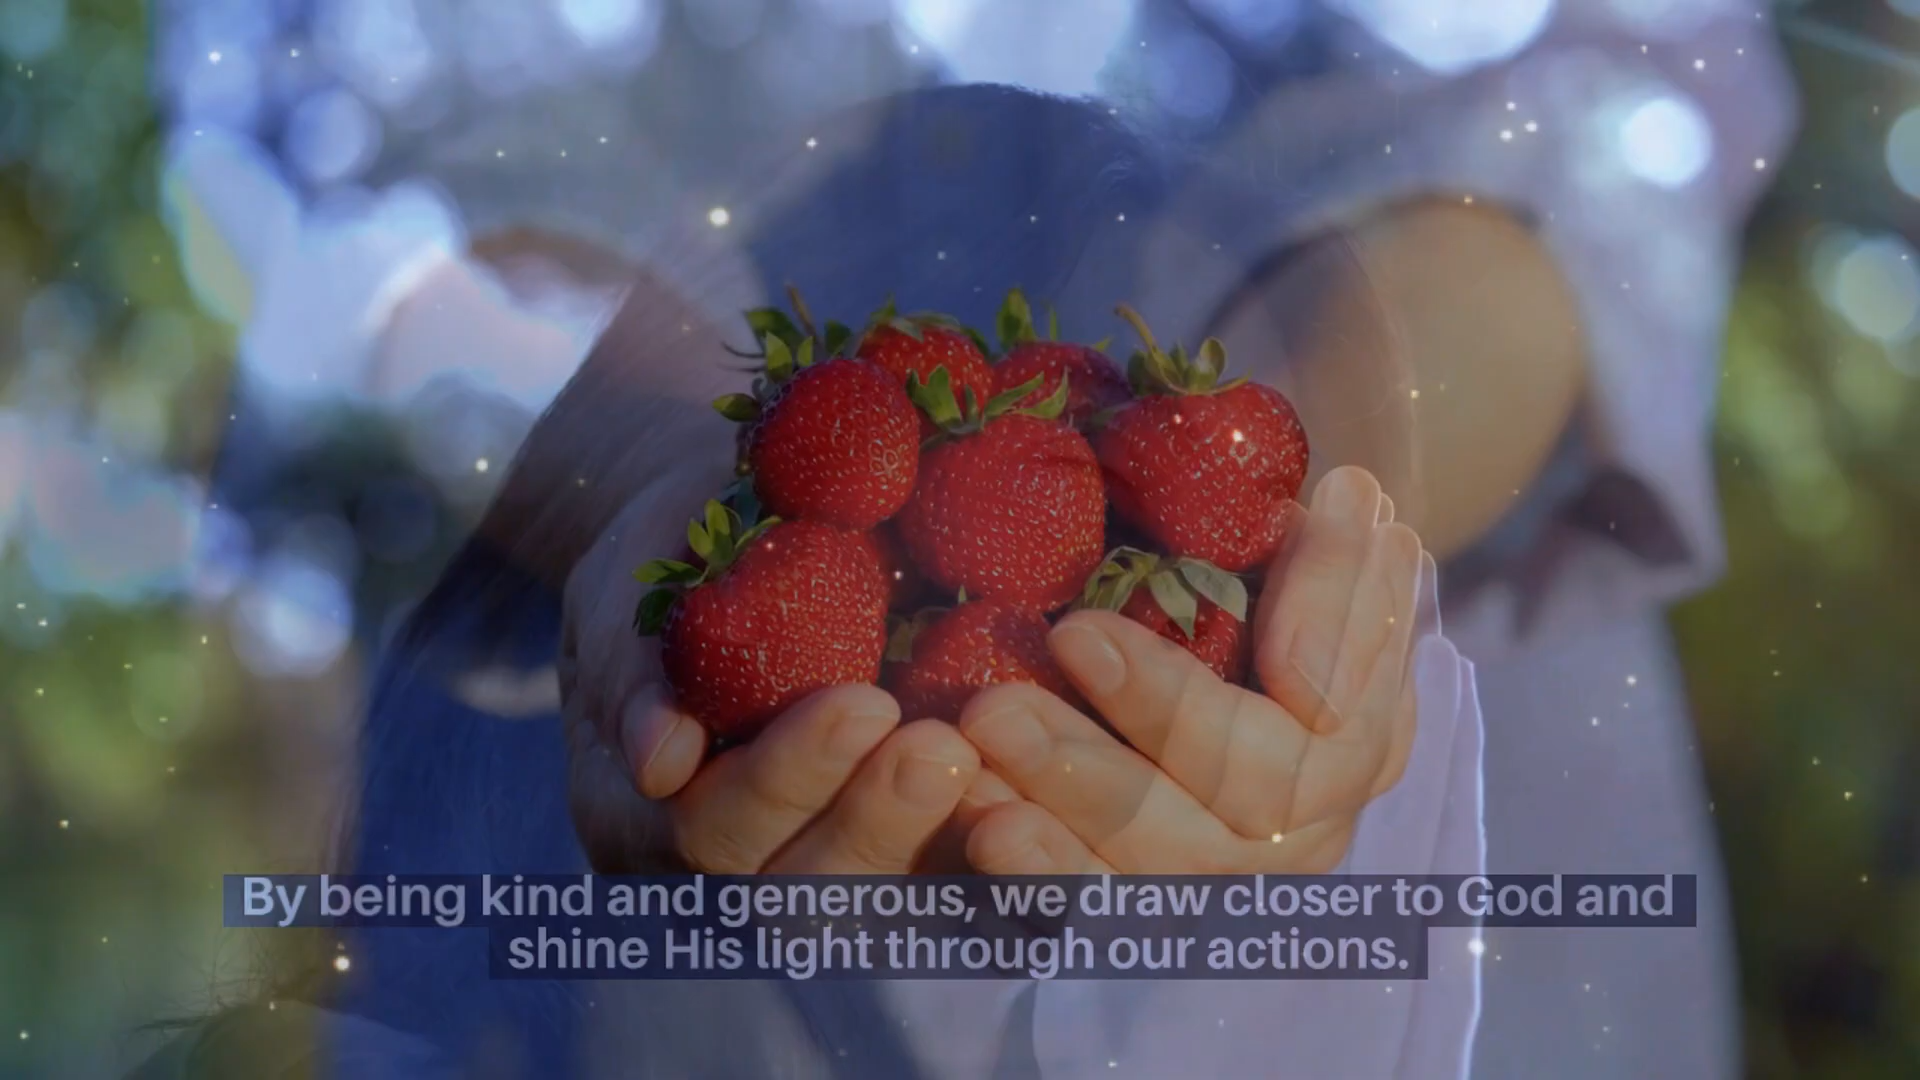 By being kind and generous, we draw closer to God and
shine His light through our actions.